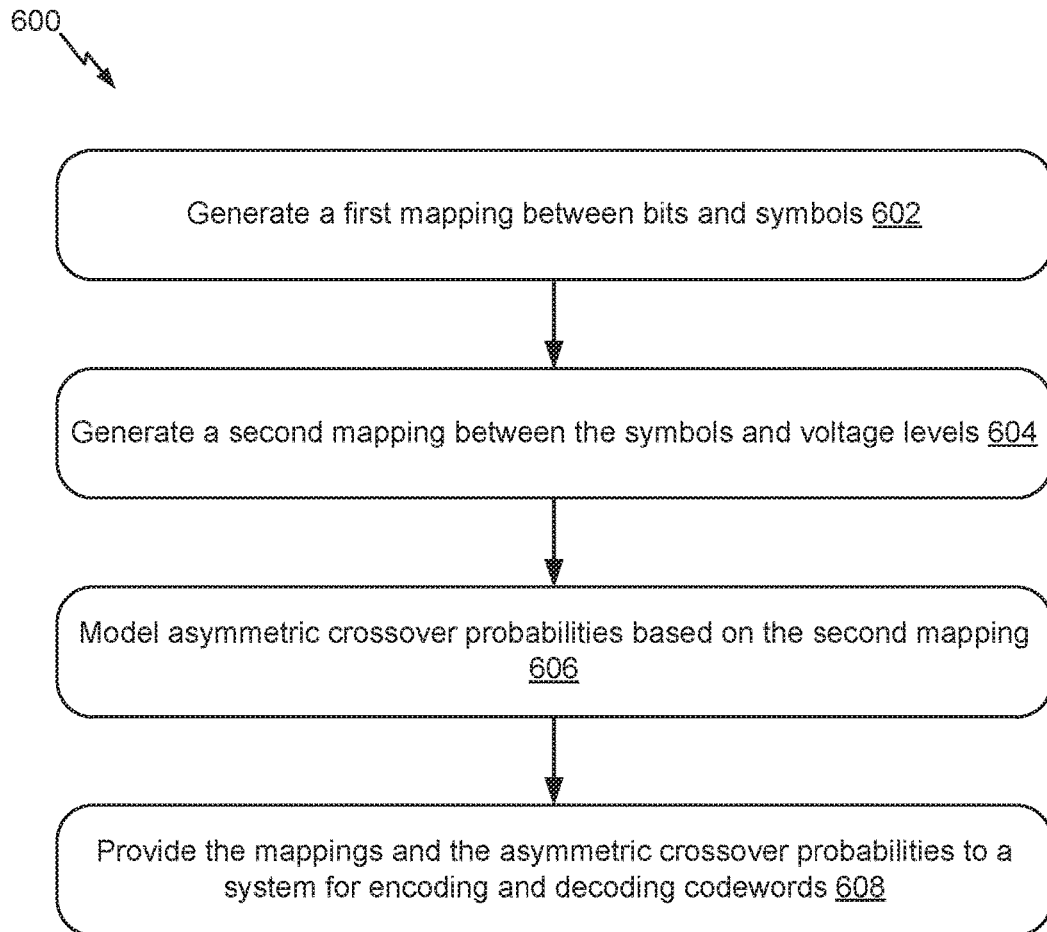 600
Generate a first mapping between bits and symbols 602
Generate a second mapping between the symbols and voltage levels 604
Model asymmetric crossover probabilities based on the second mapping
606
Provide the mappings and the asymmetric crossover probabilities to a
system for encoding and decoding codewords 608